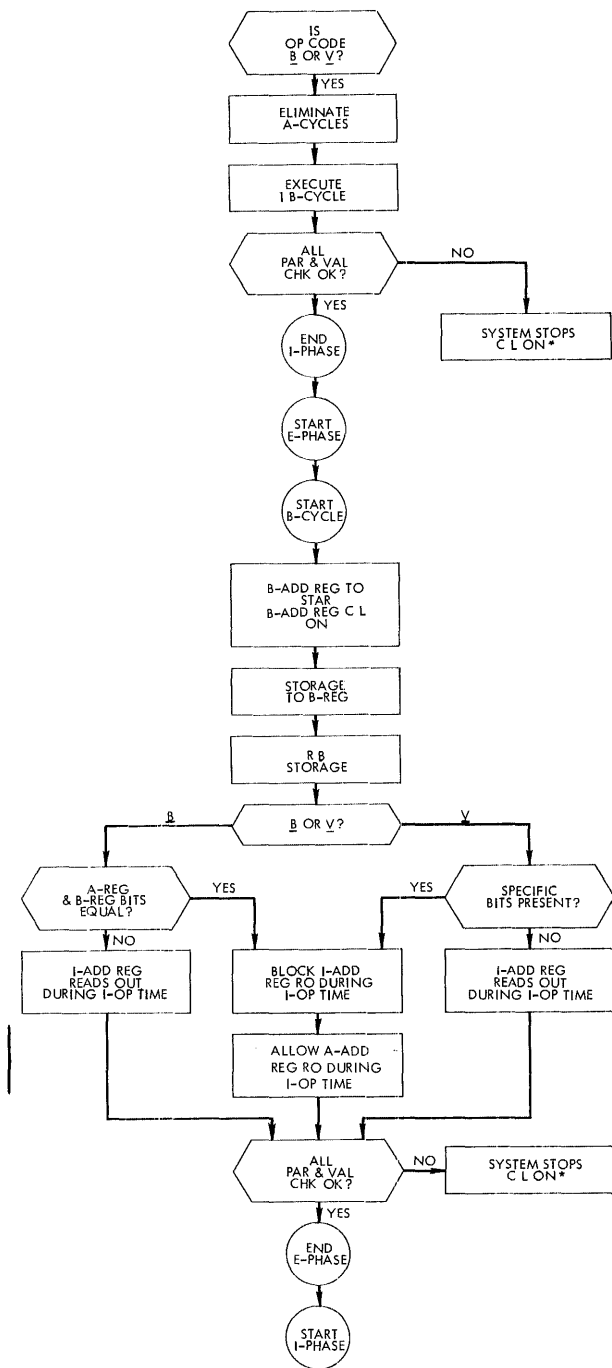 IS
OP CODE
B OR V?
YES
ELIMINATE
A-CYCLES
EXECUTE
1 B-CYCLE
ALL
PAR & VAL
CHK OK?
NO
YES
SYSTEM STOPS
C L ON*
END
I-PHASE
START
E-PHASE
START
B-CYCLE
B-ADD REG TO
STAR
B-ADD REG C L
ON
STORAGE
TO B-REG
R B
STORAGE
B
B OR V?
V
A-REG
& B-REG BITS
EQUAL?
YES
YES
SPECIFIC
BITS PRESENT?
NO
NO
I-ADD REG
READS OUT
DURING I-OP TIME
BLOCK I-ADD
REG RO DURING
I-OP TIME
I-ADD REG
READS OUT
DURING I-OP TIME
ALLOW A-ADD
REG RO DURING
I-OP TIME
ALL
PAR & VAL
CHK OK?
NO
SYSTEM STOPS
C L ON*
YES
END
E-PHASE
START
I-PHASE